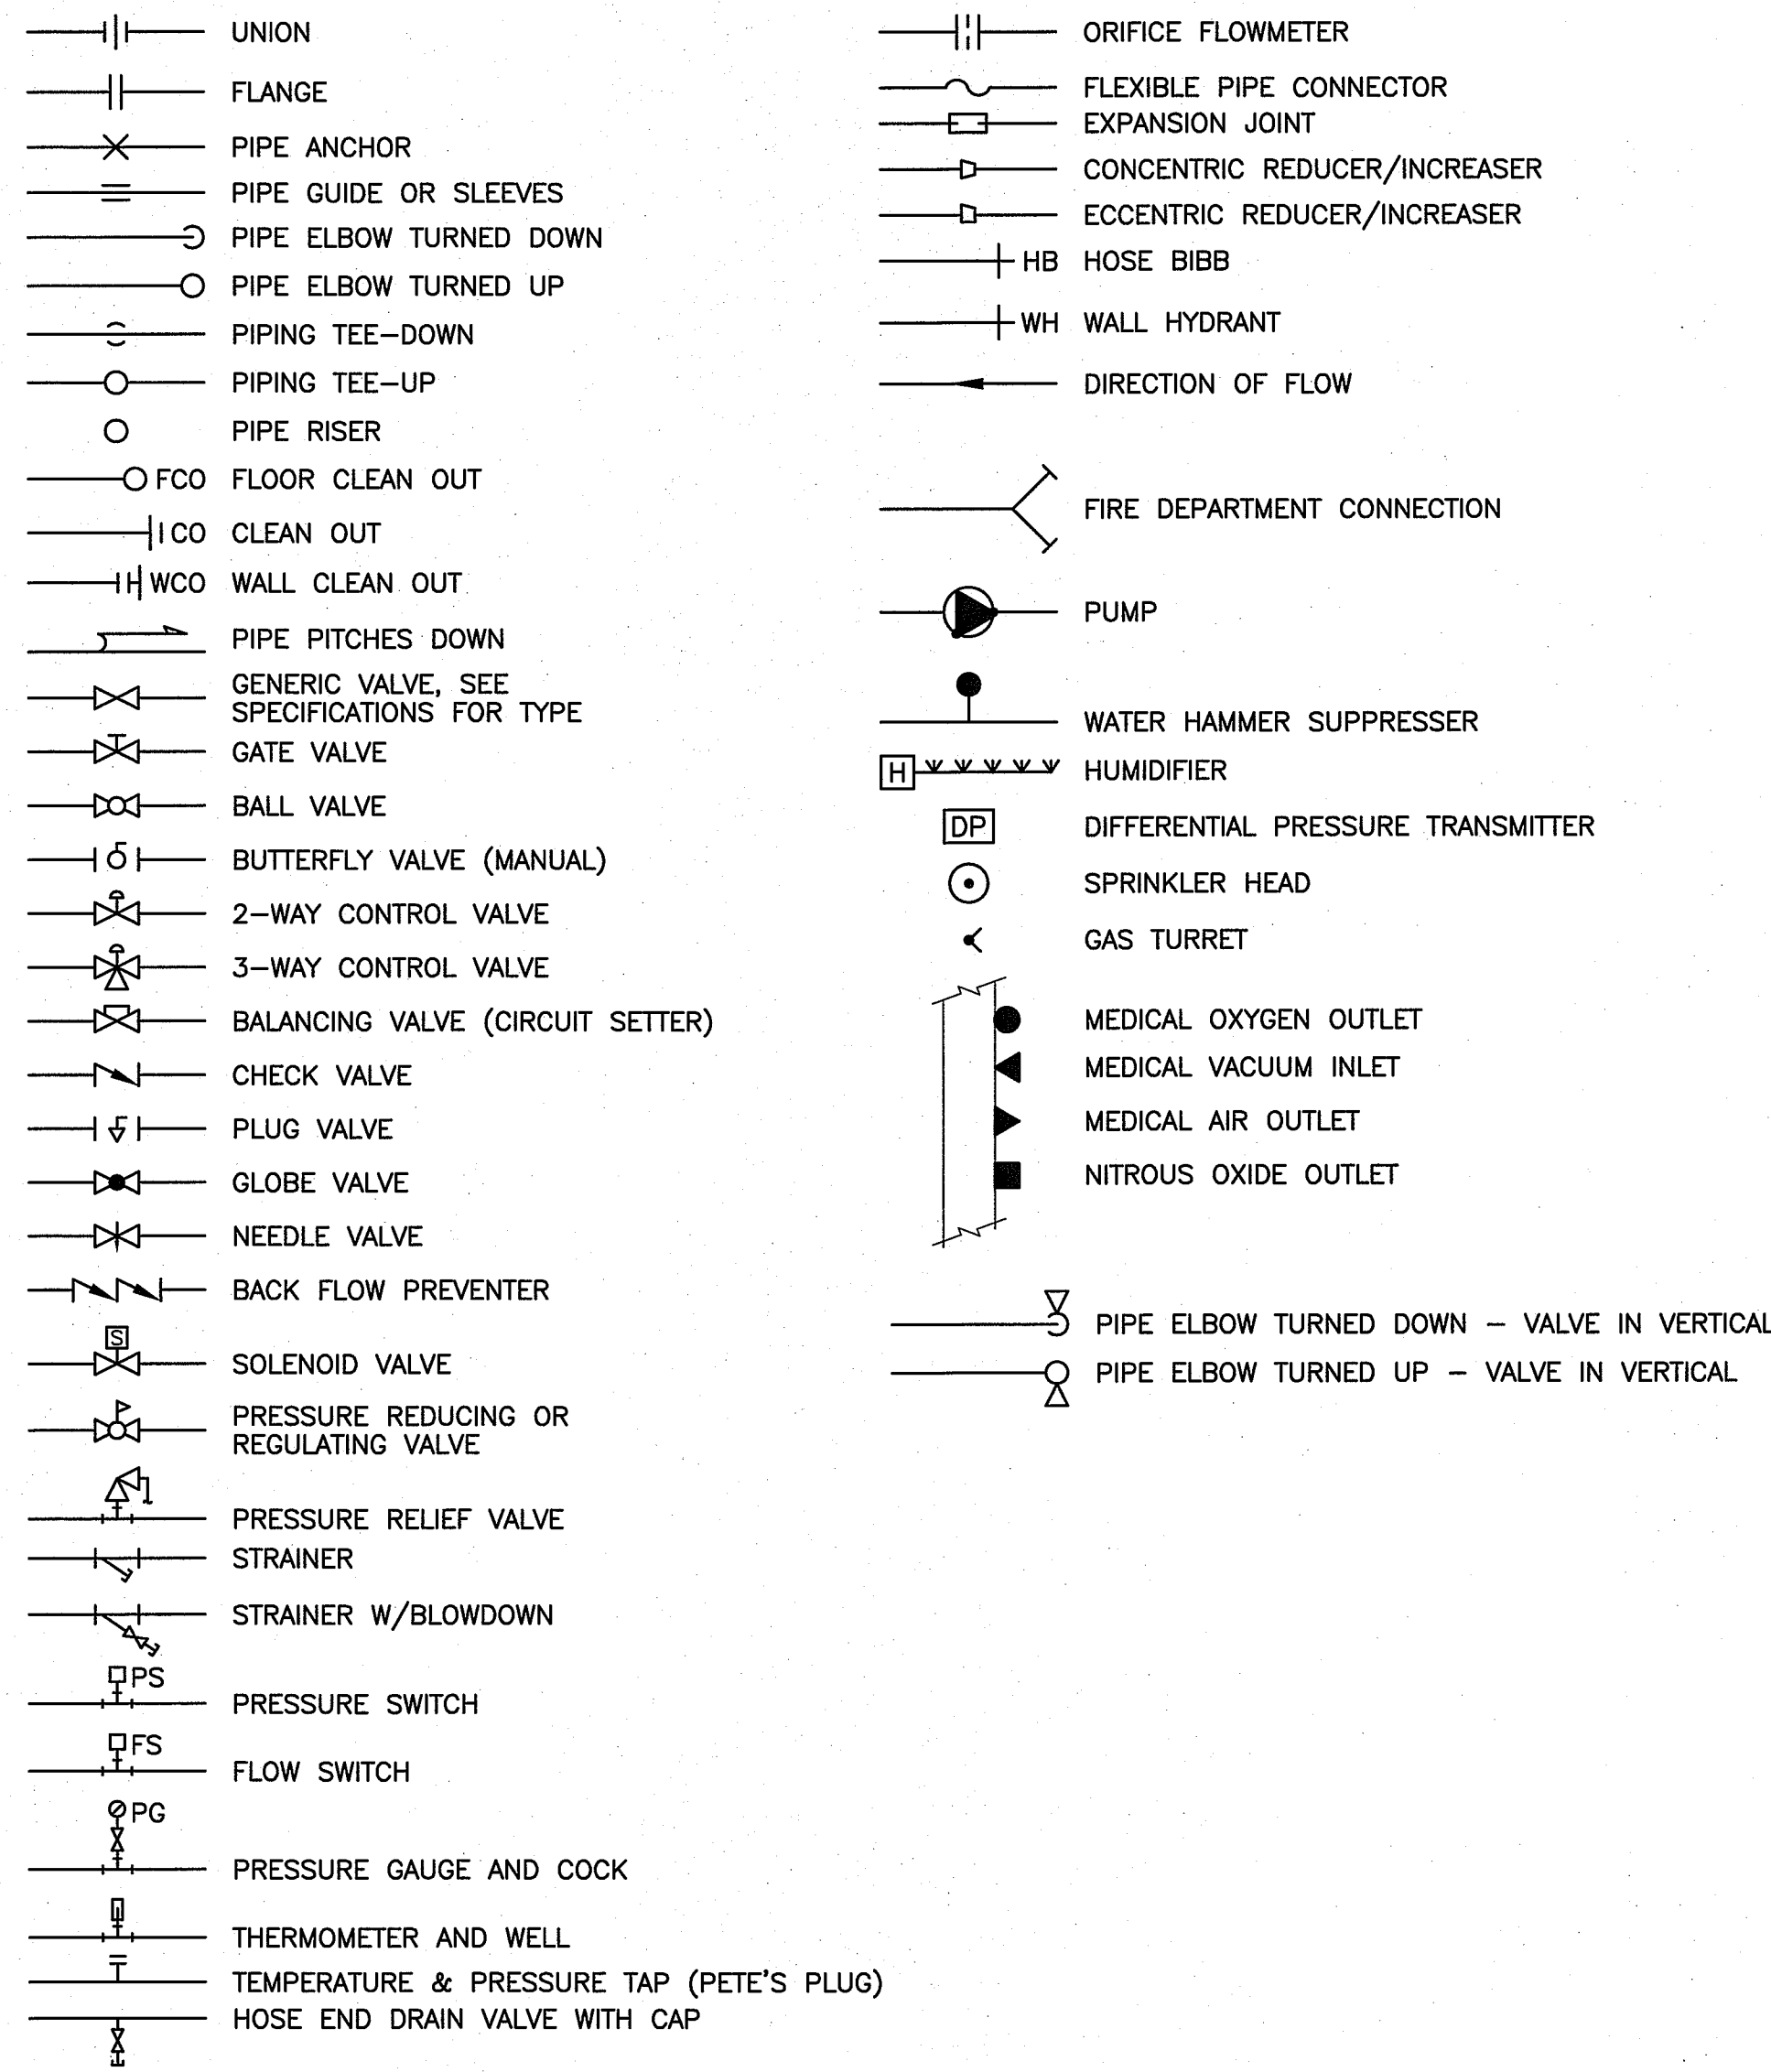 UNION
FLANGE
PIPE ANCHOR
PIPE GUIDE OR SLEEVES
PIPE ELBOW TURNED DOWN
PIPE ELBOW TURNED UP
PIPING TEE-DOWN
PIPING TEE-UP
PIPE RISER
FCO FLOOR CLEAN OUT
CO CLEAN OUT
WCO WALL CLEAN OUT
PIPE PITCHES DOWN
GENERIC VALVE, SEE
SPECIFICATIONS FOR TYPE
GATE VALVE
BALL VALVE
BUTTERFLY VALVE (MANUAL)
2-WAY CONTROL VALVE
3-WAY CONTROL VALVE
BALANCING VALVE (CIRCUIT SETTER)
CHECK VALVE
PLUG VALVE
GLOBE VALVE
NEEDLE VALVE
BACK FLOW PREVENTER
S
SOLENOID VALVE
PRESSURE REDUCING OR
REGULATING VALVE
PRESSURE RELIEF VALVE
STRAINER
STRAINER W/BLOWDOWN
PS
PRESSURE SWITCH
FS
FLOW SWITCH
PG
PRESSURE GAUGE AND COCK
THERMOMETER AND WELL
TEMPERATURE & PRESSURE TAP (PETE'S PLUG)
HOSE END DRAIN VALVE WITH CAP
ORIFICE FLOWMETER
FLEXIBLE PIPE CONNECTOR
EXPANSION JOINT
CONCENTRIC REDUCER/INCREASER
ECCENTRIC REDUCER/INCREASER
HB HOSE BIBB
WH WALL HYDRANT
DIRECTION OF FLOW
FIRE DEPARTMENT CONNECTION
PUMP
WATER HAMMER SUPPRESSER
H HUMIDIFIER
DP DIFFERENTIAL PRESSURE TRANSMITTER
SPRINKLER HEAD
GAS TURRET
MEDICAL OXYGEN OUTLET
MEDICAL VACUUM INLET
MEDICAL AIR OUTLET
NITROUS OXIDE OUTLET
PIPE ELBOW TURNED DOWN - VALVE IN VERTICAL
PIPE ELBOW TURNED UP - VALVE IN VERTICAL